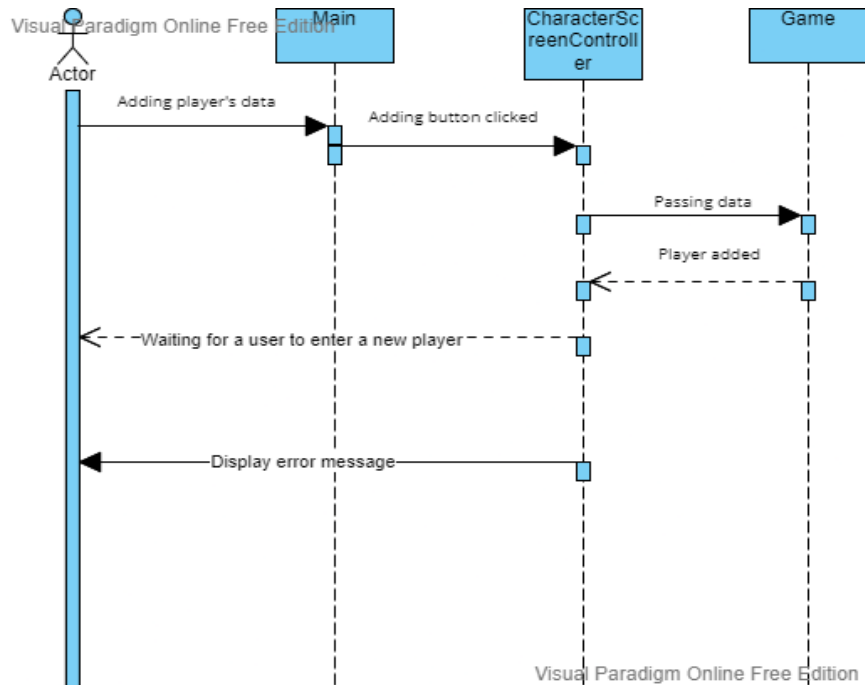 Visual Paradigm Online Free Edition
Main
CharacterSc
reenControll
er
Game
Actor
Adding player's data
Adding button clicked
Passing data
Player added
Waiting for a user to enter a new player
Display error message
Visual Paradigm Online Free Edition